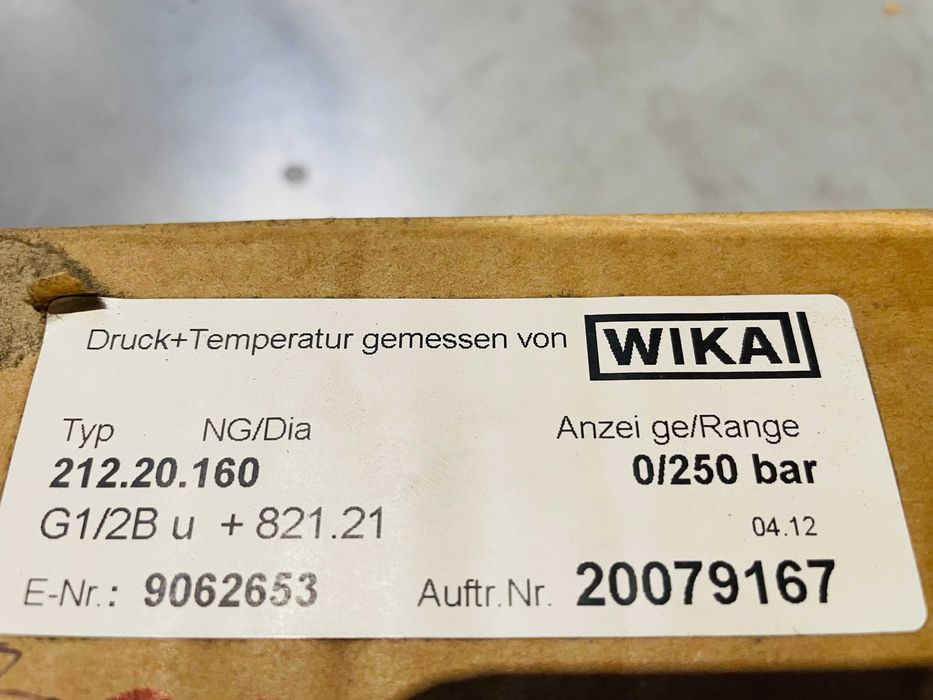 Druck+Temperatur gemessen von WIKA
Typ NG/Dia Anzei ge/Range
212.20.160 0/250 bar
G1/2B u + 821.21 04.12
E-Nr.: 9062653 Auftr.Nr. 20079167